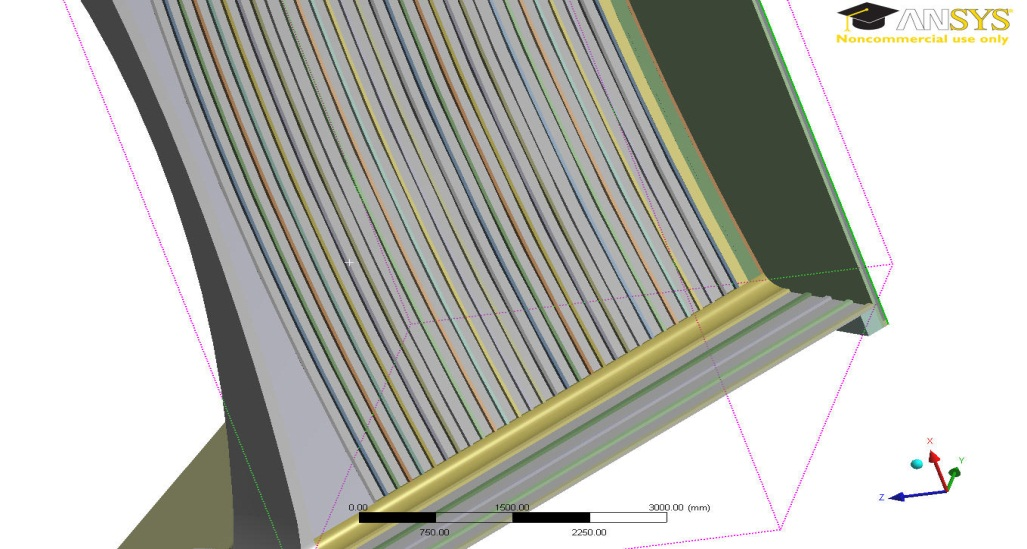 ANSYS
Noncommercial use only
X
Y
Z
0.00 1500.00 3000.00 (mm)
750.00 2250.00